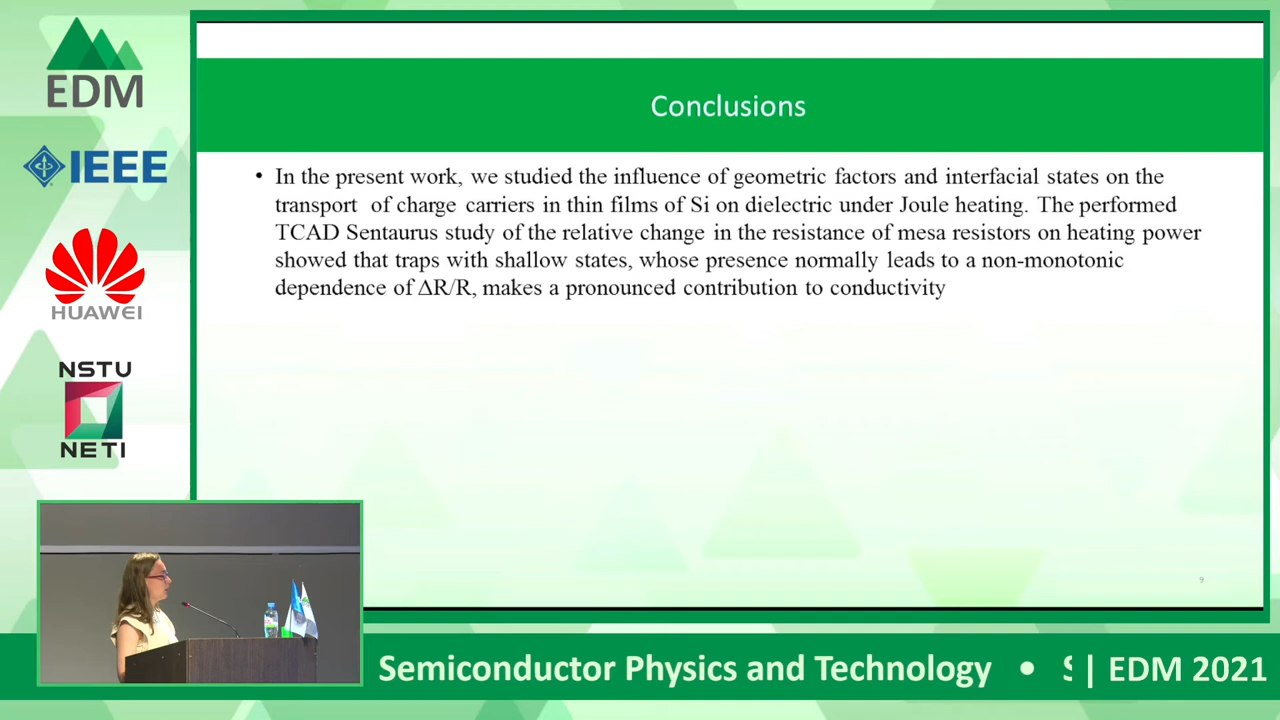 EDM
IEEE
HUAWEI
NSTU
NETI
Conclusions
• In the present work, we studied the influence of geometric factors and interfacial states on the
transport of charge carriers in thin films of Si on dielectric under Joule heating. The performed
TCAD Sentaurus study of the relative change in the resistance of mesa resistors on heating power
showed that traps with shallow states, whose presence normally leads to a non-monotonic
dependence of ΔR/R, makes a pronounced contribution to conductivity
9
Semiconductor Physics and Technology • | EDM 2021